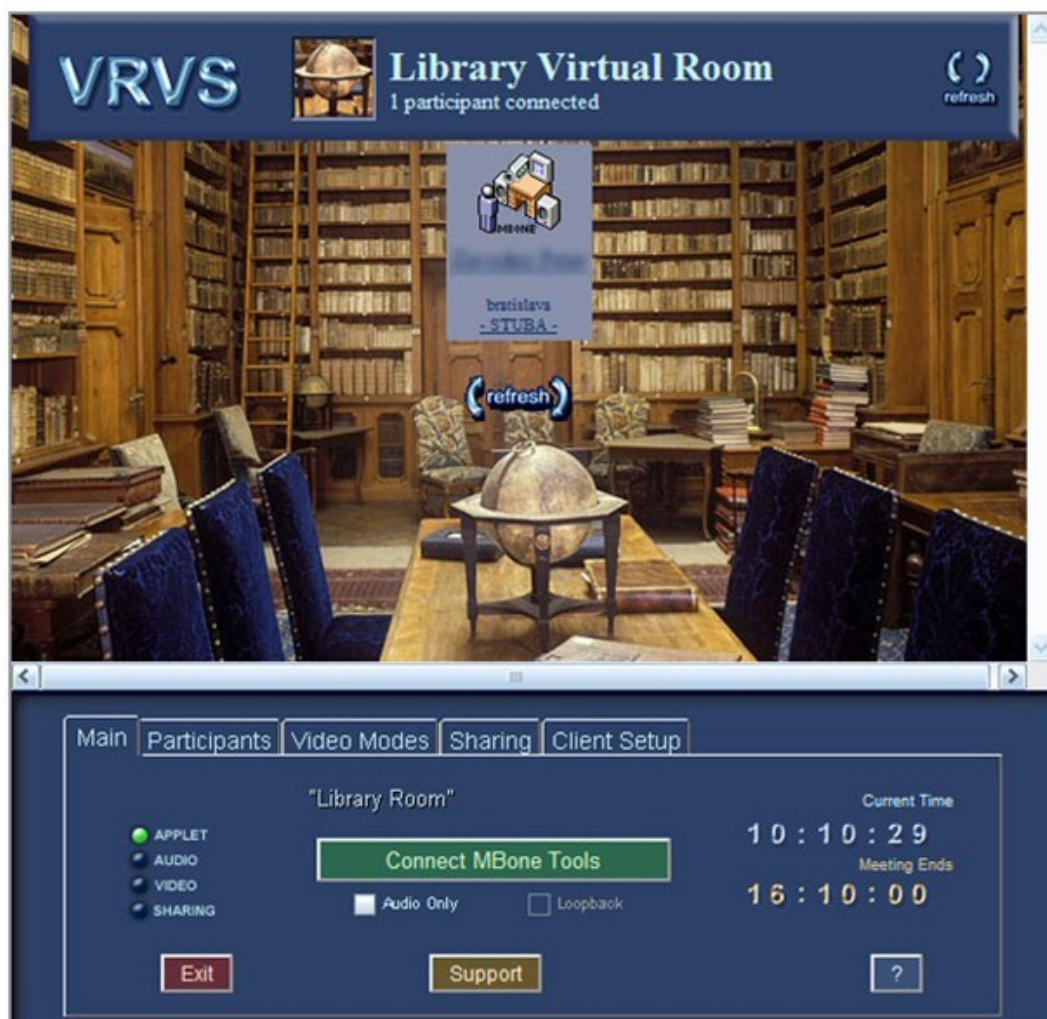 VRVS
Library Virtual Room
1 participant connected
refresh
MBONE
bratislava
- STUBA -
refresh
Main Participants Video Modes Sharing Client Setup
"Library Room"
Current Time
APPLET
10:10:29
AUDIO
Connect MBone Tools
Meeting Ends
VIDEO
16:10:00
SHARING
Audio Only
Loopback
Exit
Support
?